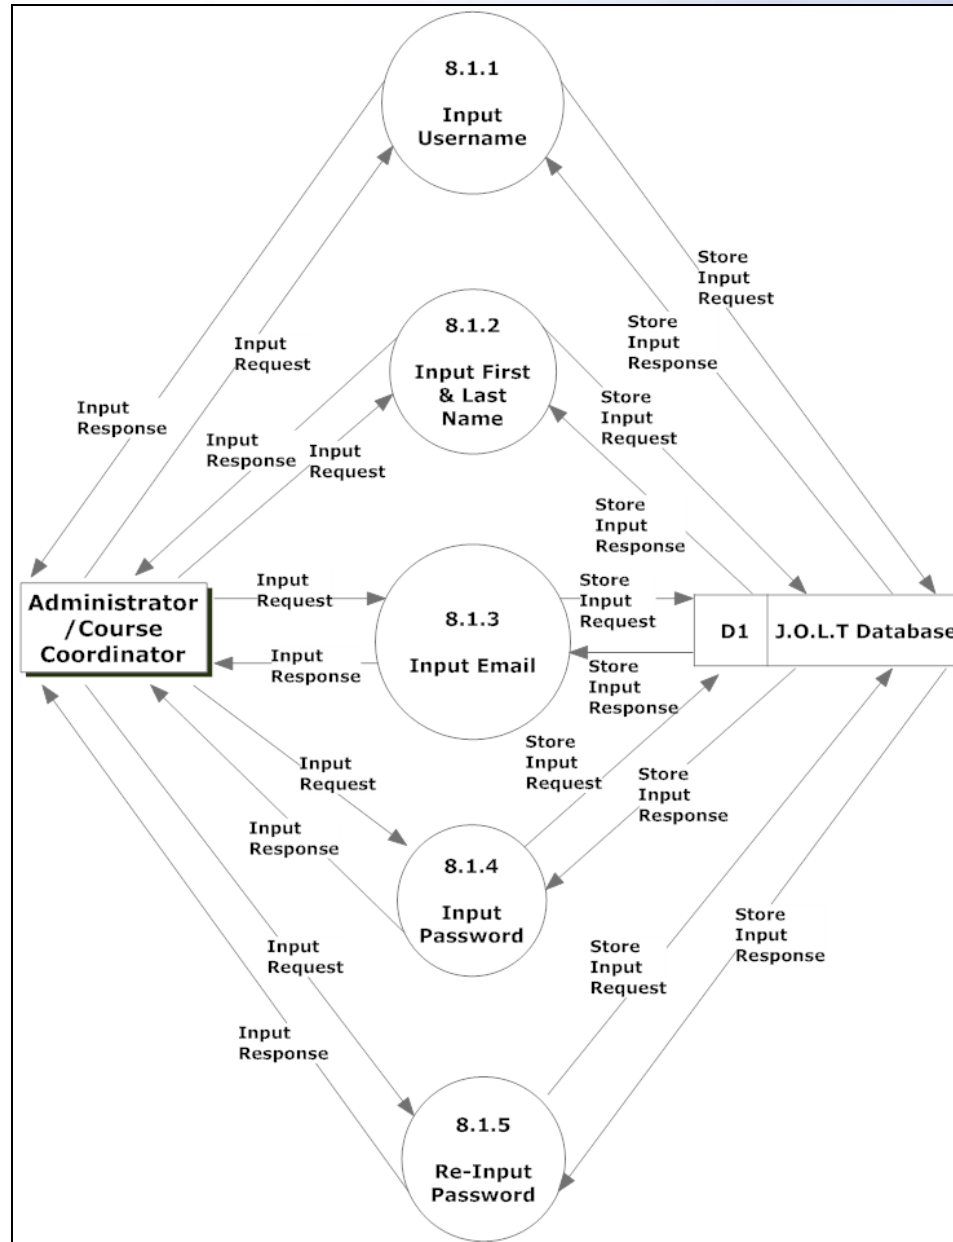 8.1.1
Input
Username
Store
Input
Request
Store
Input
Response
Input
Request
Input
Response
8.1.2
Input First
& Last
Name
Store
Input
Request
Input
Response
Input
Request
Store
Input
Response
Administrator
/Course
Coordinator
Input
Request
Input
Response
8.1.3
Input Email
Store
Input
Request
Store
Input
Response
D1
J.O.L.T Database
Input
Request
Input
Response
Store
Input
Request
Store
Input
Response
8.1.4
Input
Password
Input
Request
Input
Response
Store
Input
Request
Store
Input
Response
8.1.5
Re-Input
Password